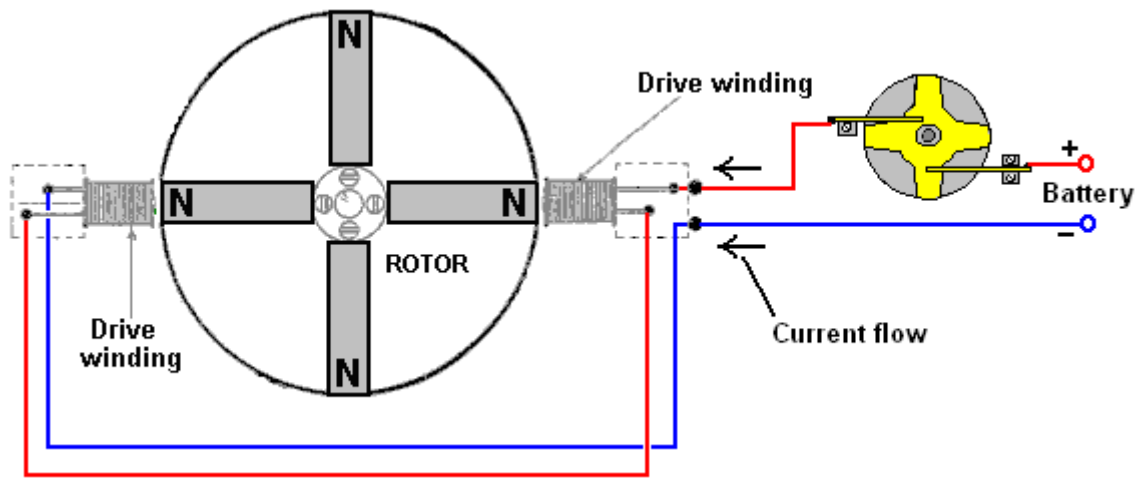 N
Drive winding
+
Battery
−
N
N
ROTOR
Drive
winding
N
Current flow